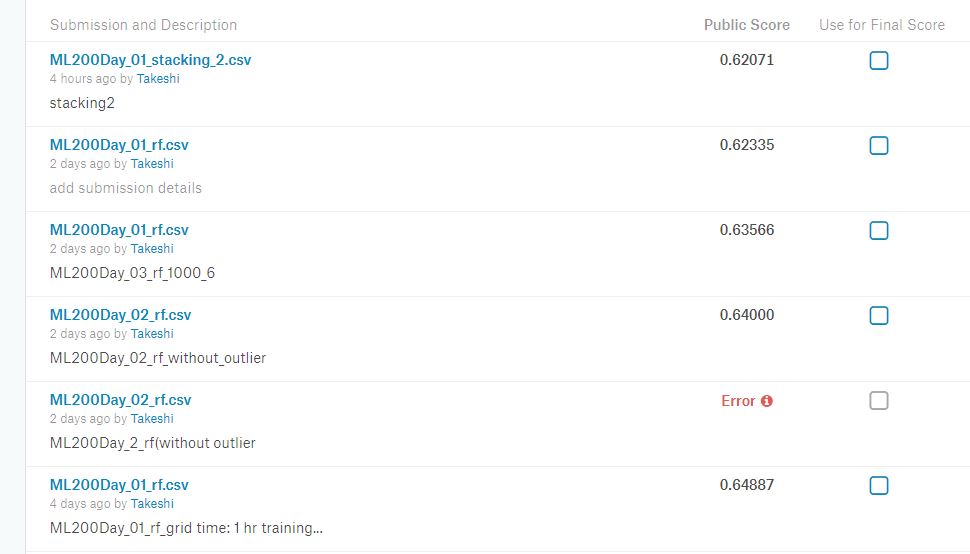 Submission and Description Public Score Use for Final Score
ML200Day_01_stacking_2.csv 0.62071
4 hours ago by Takeshi
stacking2
ML200Day_01_rf.csv 0.62335
2 days ago by Takeshi
add submission details
ML200Day_01_rf.csv 0.63566
2 days ago by Takeshi
ML200Day_03_rf_1000_6
ML200Day_02_rf.csv 0.64000
2 days ago by Takeshi
ML200Day_02_rf_without_outlier
ML200Day_02_rf.csv Error
2 days ago by Takeshi
ML200Day_2_rf(without outlier
ML200Day_01_rf.csv 0.64887
4 days ago by Takeshi
ML200Day_01_rf_grid time: 1 hr training...